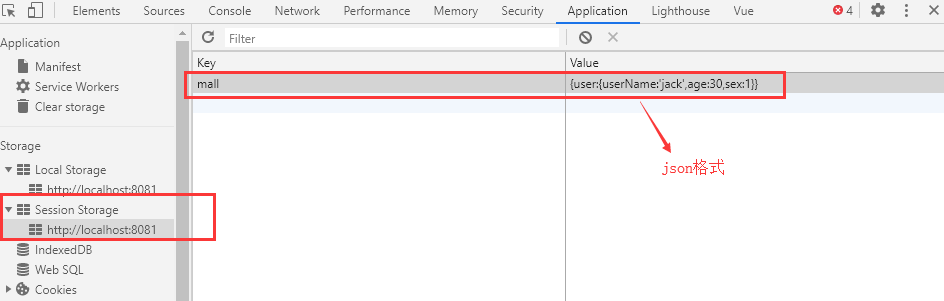 Elements Sources Console Network Performance Memory Security Application Lighthouse Vue 4
Application
Manifest
Service Workers
Clear storage
Storage
Local Storage
http://localhost:8081
Session Storage
http://localhost:8081
IndexedDB
Web SQL
Cookies
Filter
Key Value
mall {user:{userName:'jack',age:30,sex:1}}
json格式